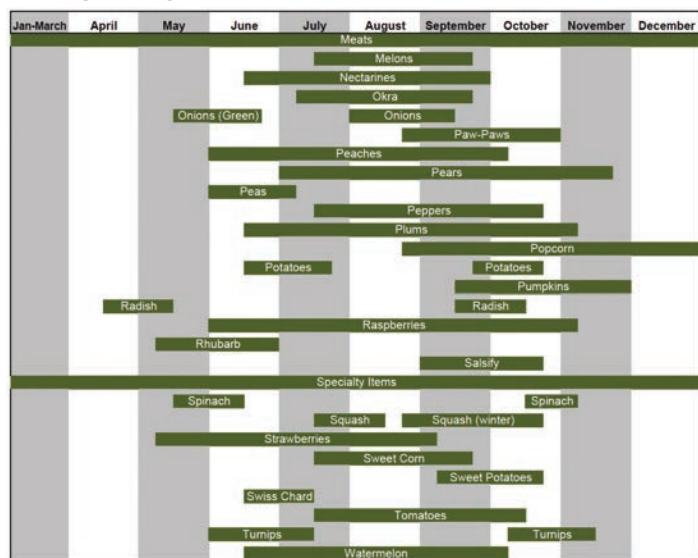 Jan-March April May June July August September October November December
Meats
Melons
Nectarines
Okra
Onions (Green) Onions
Paw-Paws
Peaches
Pears
Peas
Peppers
Plums
Popcorn
Potatoes Potatoes
Pumpkins
Radish Radish
Raspberries
Rhubarb
Salsify
Specialty Items
Spinach Spinach
Squash Squash (winter)
Strawberries
Sweet Corn
Sweet Potatoes
Swiss Chard
Tomatoes
Turnips Turnips
Watermelon